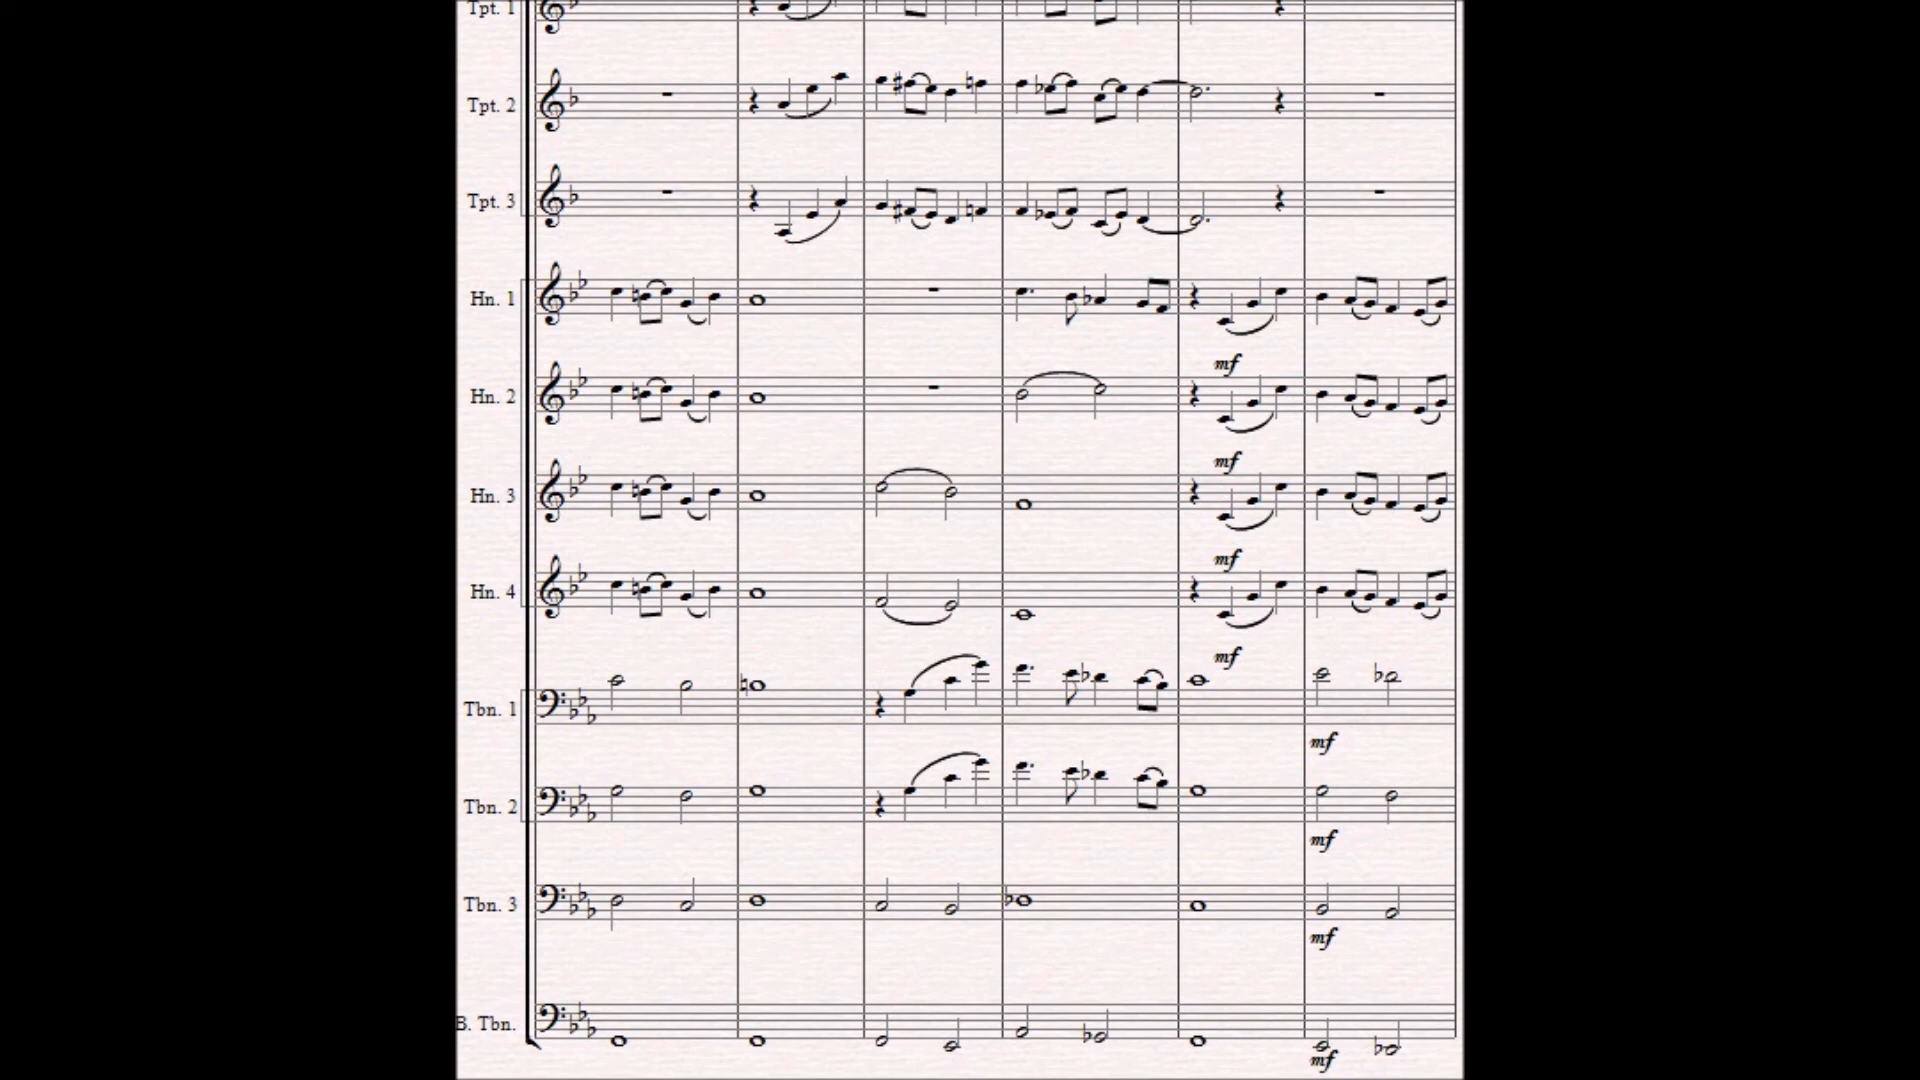 Tpt. 1
Tpt. 2
Tpt. 3
Hn. 1
mf
Hn. 2
mf
Hn. 3
mf
Hn. 4
mf
Tbn. 1
mf
Tbn. 2
mf
Tbn. 3
mf
B. Tbn.
mf